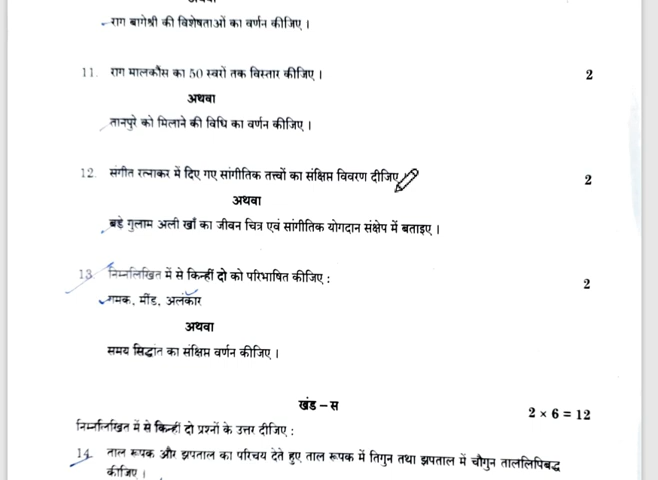 अथवा
राग बागेश्री की विशेषताओं का वर्णन कीजिए ।
11. राग मालकौंस का 50 स्वरों तक विस्तार कीजिए । 2
अथवा
तानपुरे को मिलाने की विधि का वर्णन कीजिए ।
12. संगीत रत्नाकर में दिए गए सांगीतिक तत्त्वों का संक्षिप्त विवरण दीजिए 2
अथवा
बड़े गुलाम अली खाँ का जीवन चित्र एवं सांगीतिक योगदान संक्षेप में बताइए ।
13. निम्नलिखित में से किन्हीं दो को परिभाषित कीजिए : 2
गमक, मींड, अलंकार
अथवा
समय सिद्धांत का संक्षिप्त वर्णन कीजिए ।
खंड – स
2 × 6 = 12
निम्नलिखित में से किन्हीं दो प्रश्नों के उत्तर दीजिए :
14. ताल रूपक और झपताल का परिचय देते हुए ताल रूपक में तिगुन तथा झपताल में चौगुन ताललिपिबद्ध
कीजिए ।